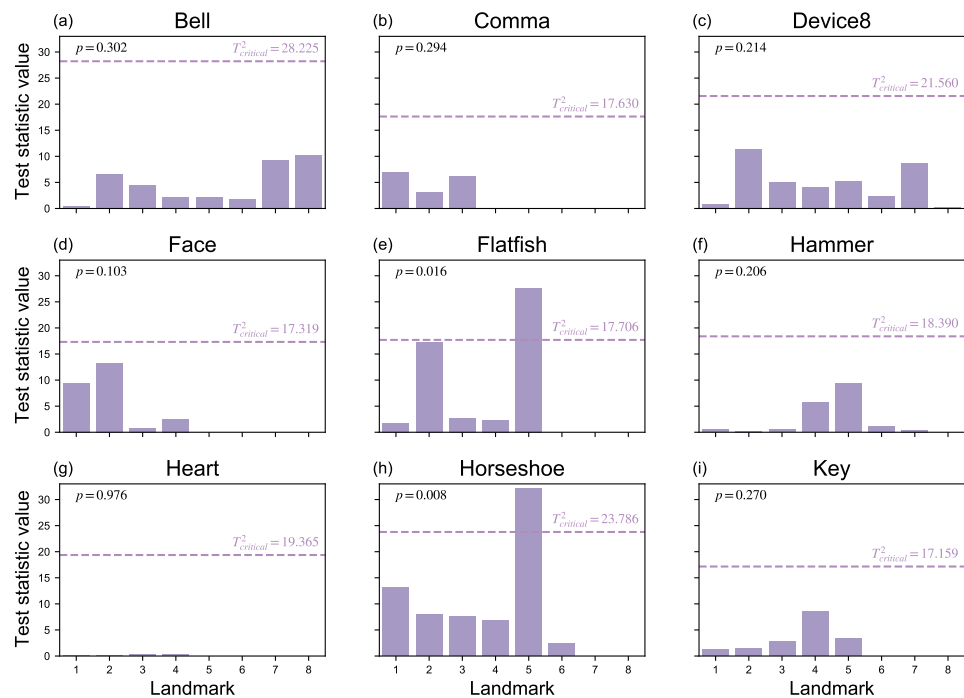 (a) Bell
(b) Comma
(c) Device8
Test statistic value
30
25
20
15
10
5
0
p = 0.302
T²critical = 28.225
p = 0.294
T²critical = 17.630
p = 0.214
T²critical = 21.560
(d) Face
(e) Flatfish
(f) Hammer
Test statistic value
30
25
20
15
10
5
0
p = 0.103
T²critical = 17.319
p = 0.016
T²critical = 17.706
p = 0.206
T²critical = 18.390
(g) Heart
(h) Horseshoe
(i) Key
Test statistic value
30
25
20
15
10
5
0
p = 0.976
T²critical = 19.365
p = 0.008
T²critical = 23.786
p = 0.270
T²critical = 17.159
1 2 3 4 5 6 7 8
1 2 3 4 5 6 7 8
1 2 3 4 5 6 7 8
Landmark
Landmark
Landmark